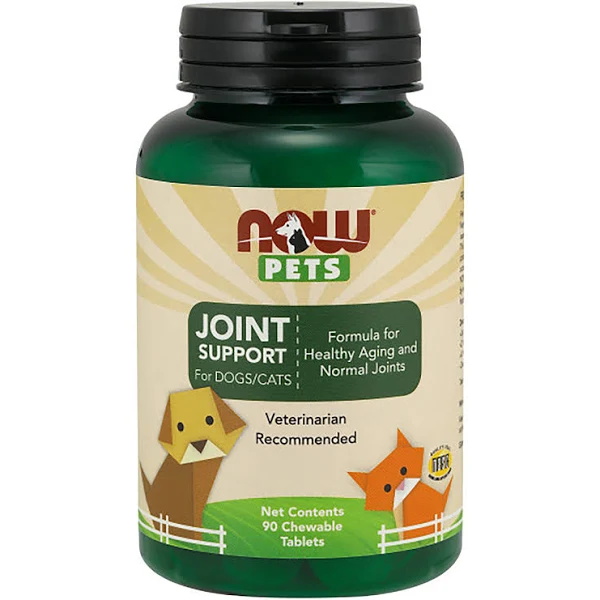 NOW®
PETS
JOINT
SUPPORT
For DOGS/CATS
Formula for
Healthy Aging and
Normal Joints
Veterinarian
Recommended
Net Contents
90 Chewable
Tablets